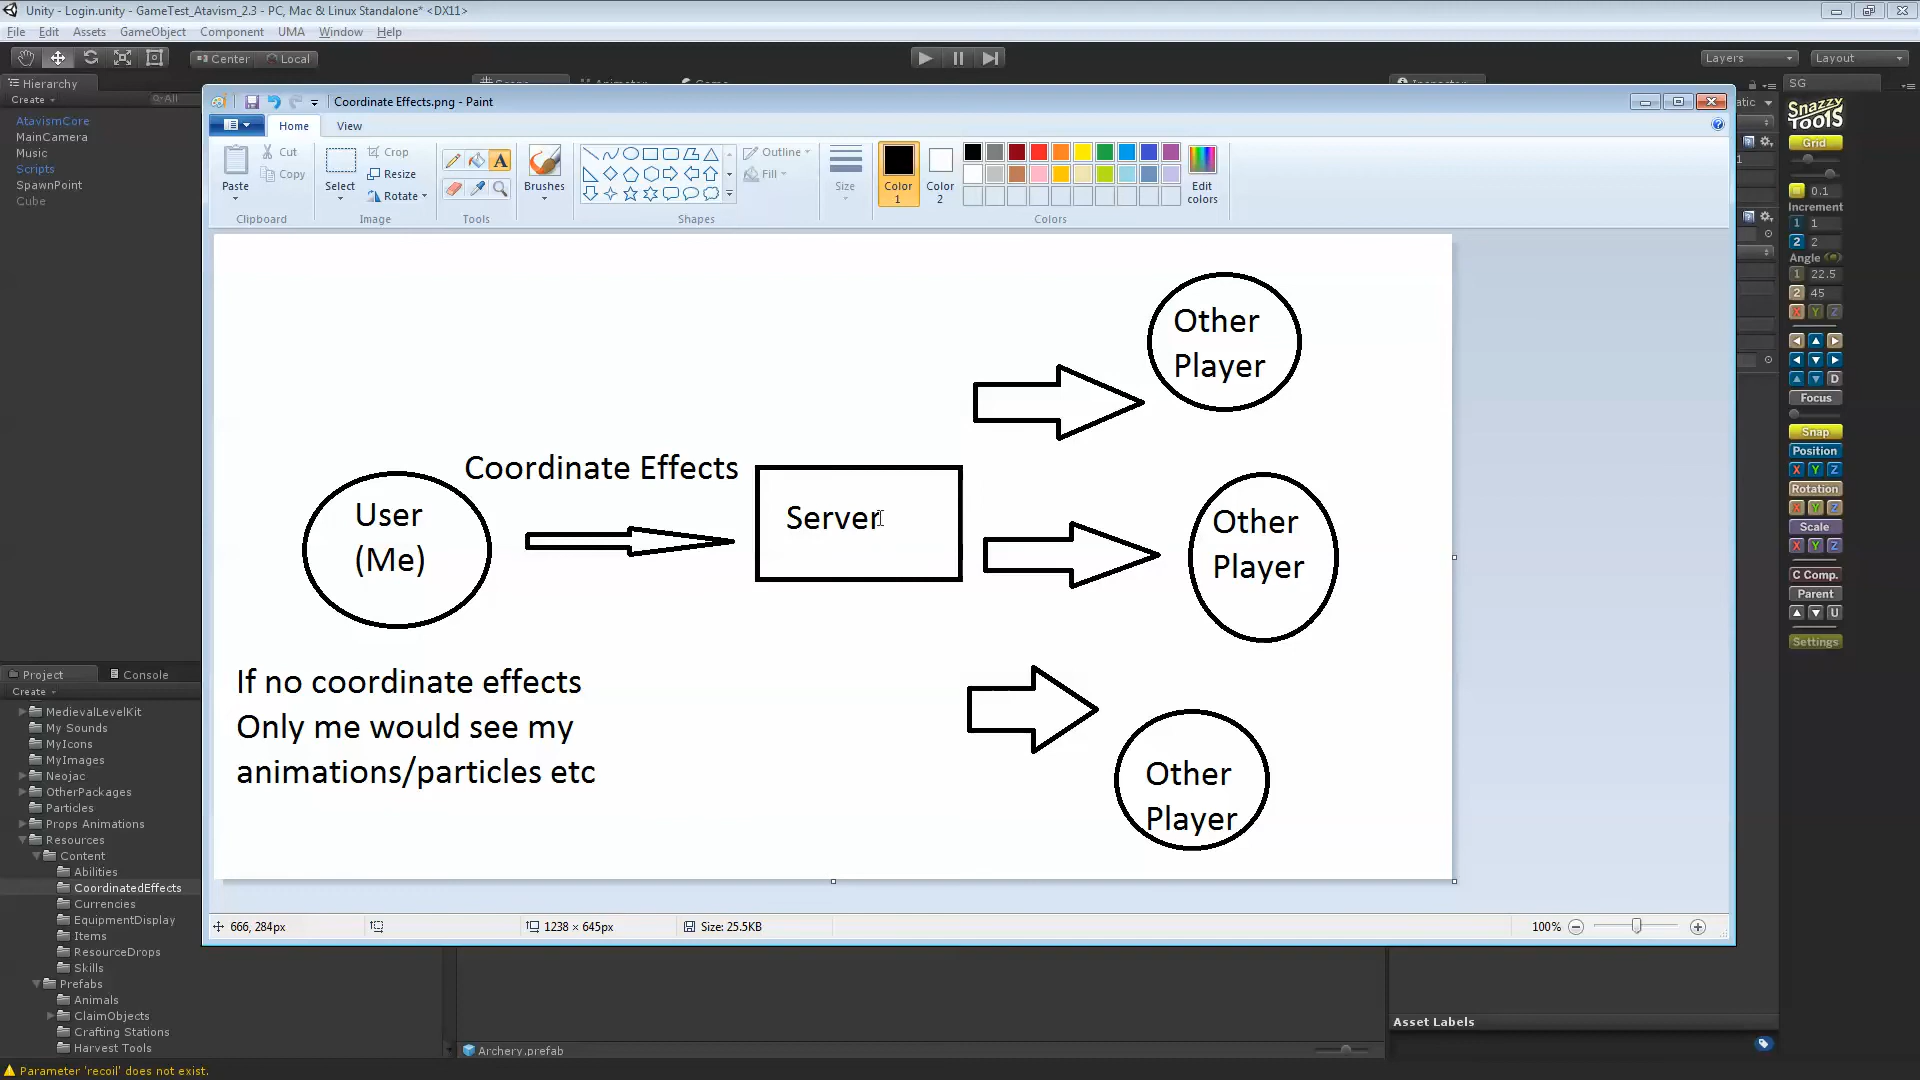 Unity - Login.unity - GameTest_Atavism_2.3 - PC, Mac & Linux Standalone* <DX11>
File Edit Assets GameObject Component UMA Window Help
Center Local Layers Layout
Hierarchy
Create All
AtavismCore
MainCamera
Music
Scripts
SpawnPoint
Cube
Coordinate Effects.png - Paint
Home View
Paste
Cut
Copy
Clipboard
Select
Crop
Resize
Rotate
Image
Tools
Brushes
Shapes
Outline
Fill
Size
Color 1
Color 2
Edit colors
Colors
Other
Player
Coordinate Effects
User
(Me)
Server
Other
Player
If no coordinate effects
Only me would see my
animations/particles etc
Other
Player
666, 284px 1238 × 645px Size: 25.5KB 100%
SG
Snazzy
Tools
Grid
0.1
Increment
1 1
2 2
Angle
1 22.5
2 45
X Y Z
D
Focus
Snap
Position
X Y Z
Rotation
X Y Z
Scale
X Y Z
C Comp.
Parent
U
Settings
Project Console
Create
MedievalLevelKit
My Sounds
MyIcons
MyImages
Neojac
OtherPackages
Particles
Props Animations
Resources
Content
Abilities
CoordinatedEffects
Currencies
EquipmentDisplay
Items
ResourceDrops
Skills
Prefabs
Animals
ClaimObjects
Crafting Stations
Harvest Tools
Archery.prefab
Asset Labels
Parameter 'recoil' does not exist.